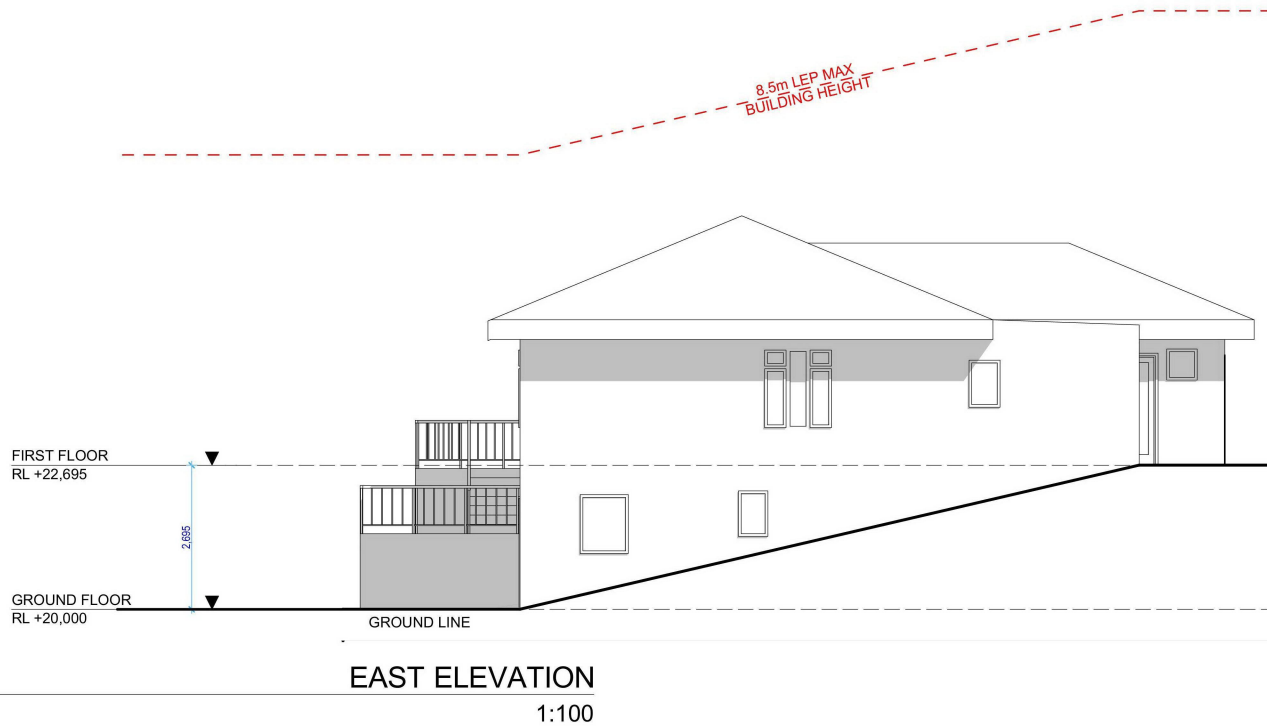 8.5m LEP MAX
BUILDING HEIGHT
FIRST FLOOR
RL +22,695
2,695
GROUND FLOOR
RL +20,000
GROUND LINE
EAST ELEVATION
1:100